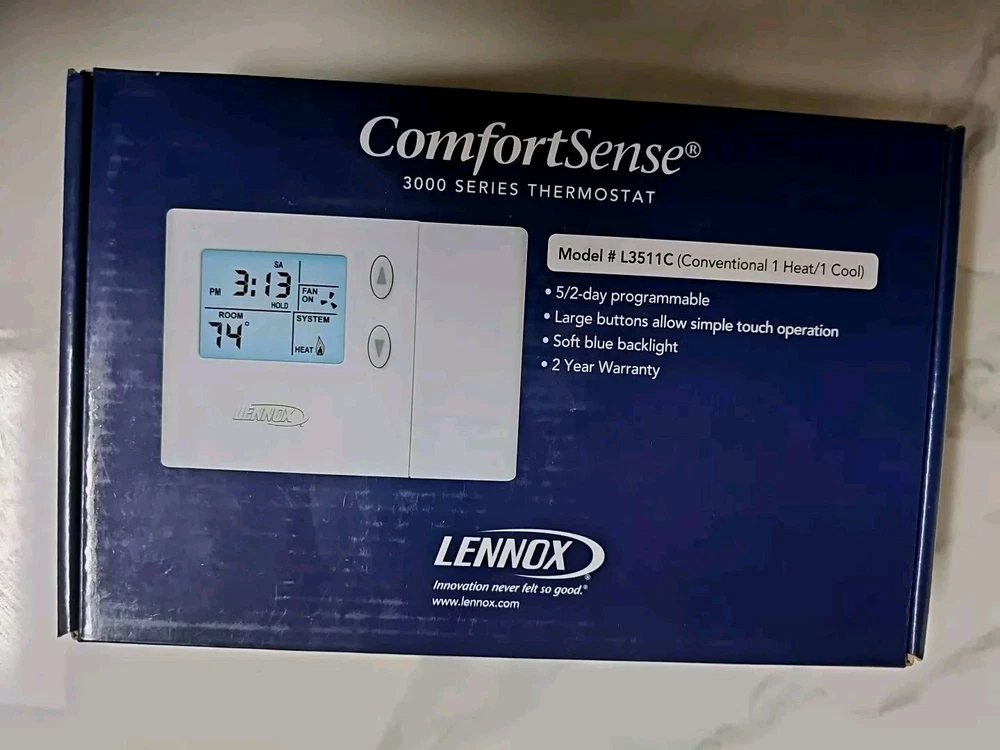 ComfortSense®
3000 SERIES THERMOSTAT
SA
PM 3:13 FAN ON
HOLD
ROOM SYSTEM
74° HEAT
LENNOX
Model # L3511C (Conventional 1 Heat/1 Cool)
• 5/2-day programmable
• Large buttons allow simple touch operation
• Soft blue backlight
• 2 Year Warranty
LENNOX®
Innovation never felt so good.®
www.lennox.com